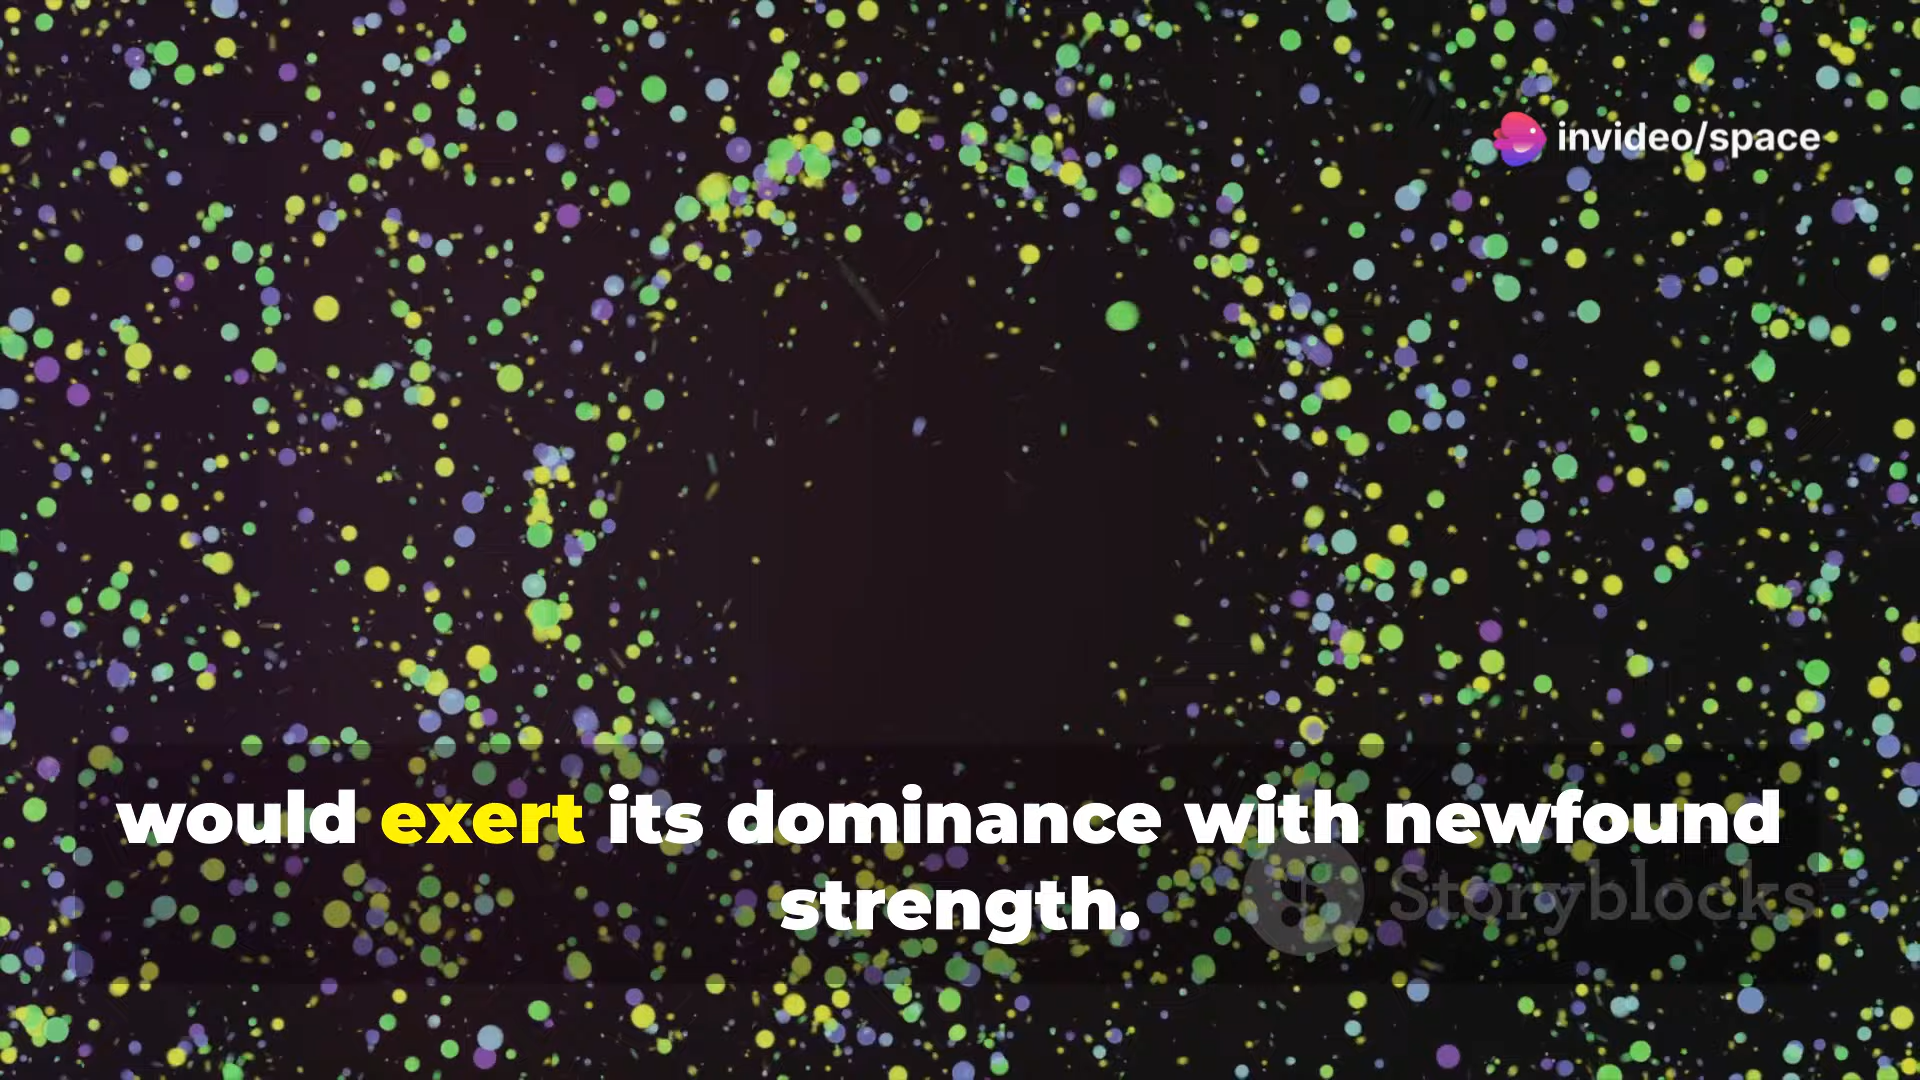 invideo/space
would exert its dominance with newfound
strength.
Storyblocks